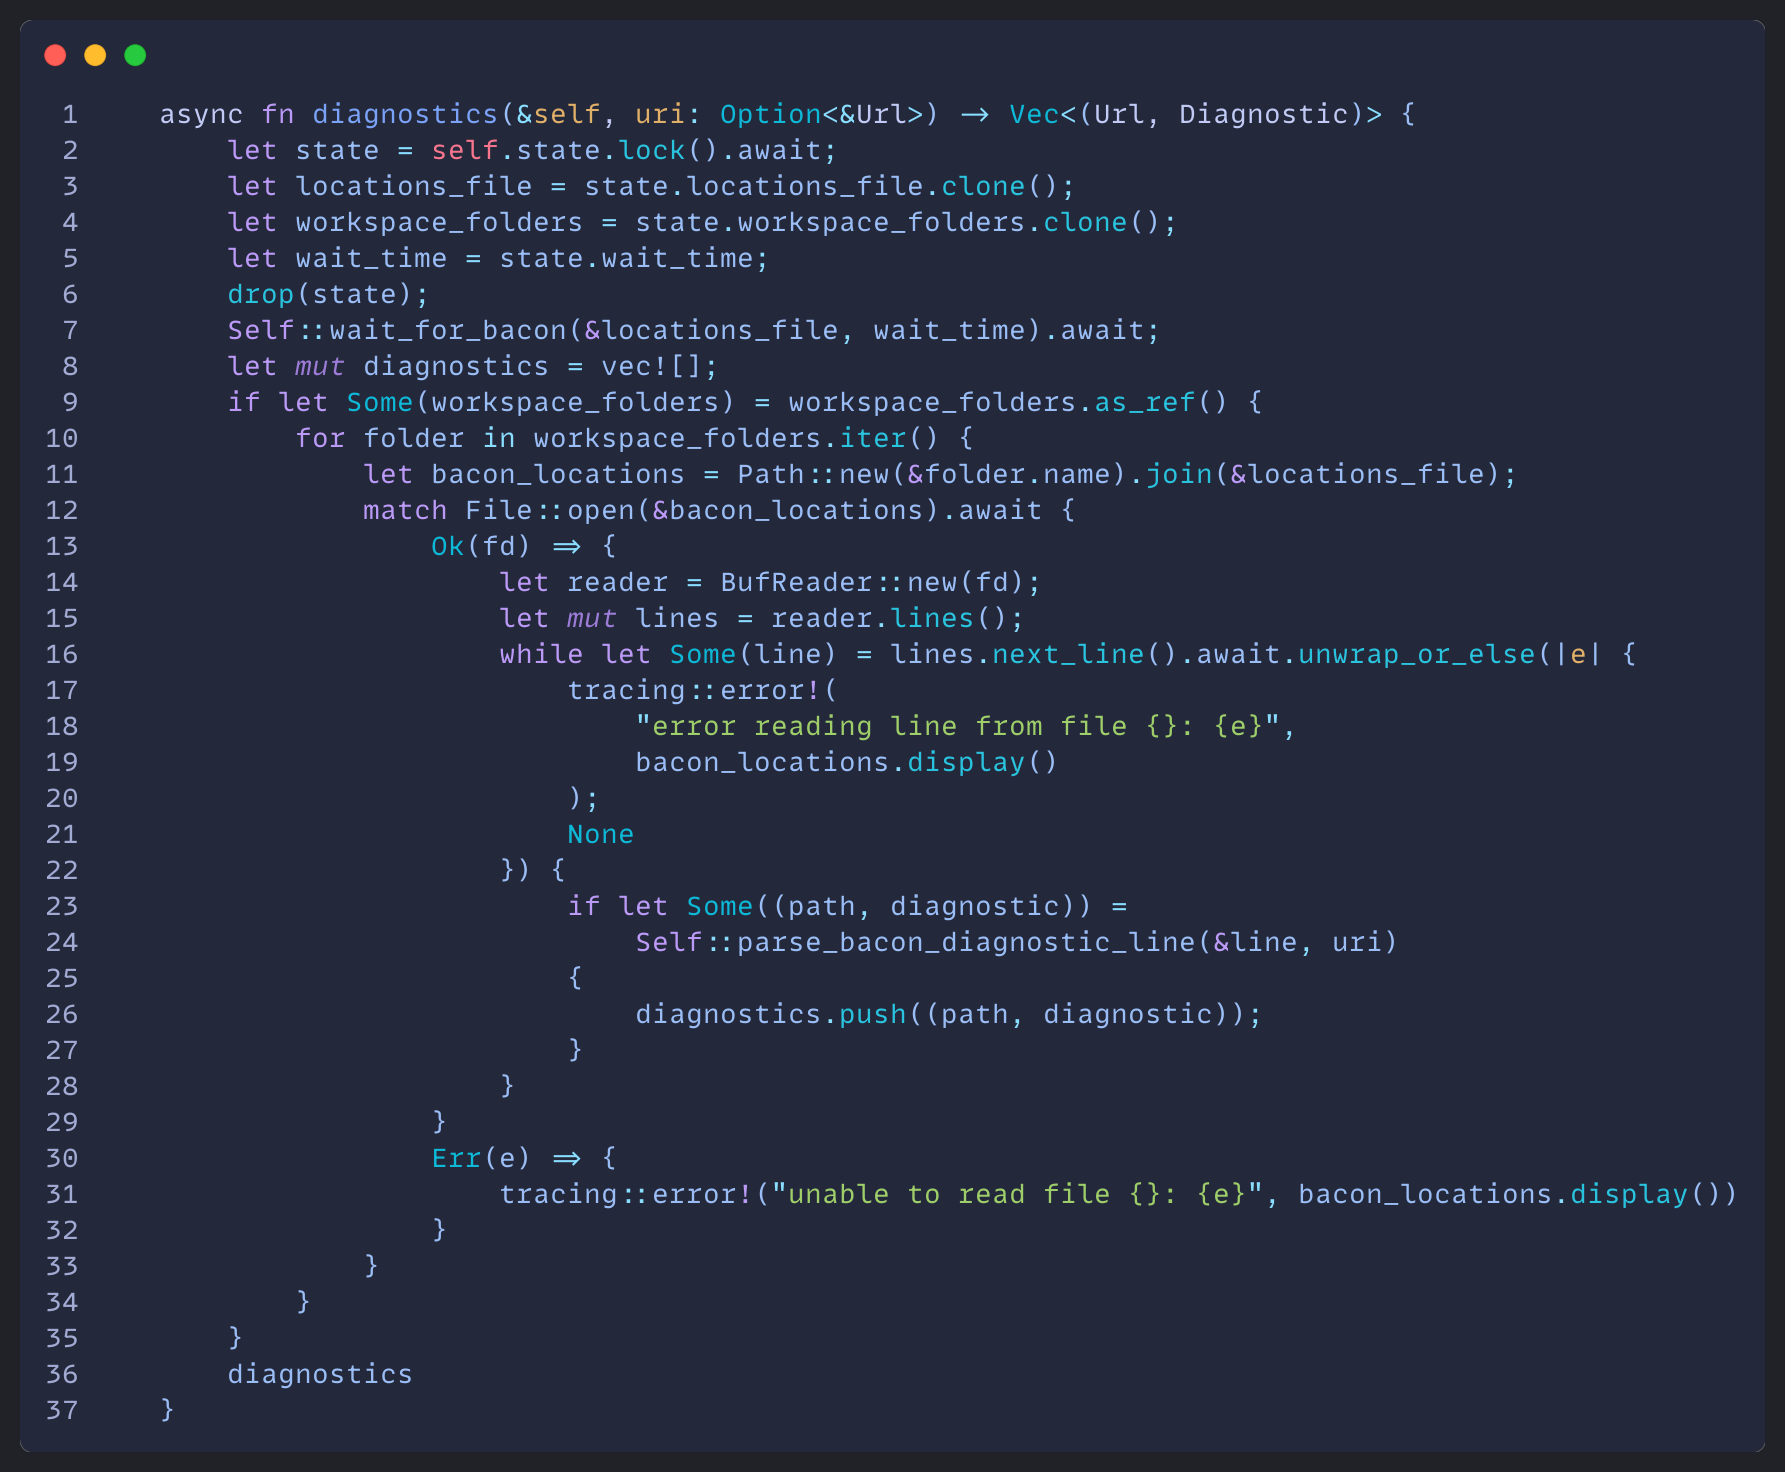 1 async fn diagnostics(&self, uri: Option<&Url>) -> Vec<(Url, Diagnostic)> {
2 let state = self.state.lock().await;
3 let locations_file = state.locations_file.clone();
4 let workspace_folders = state.workspace_folders.clone();
5 let wait_time = state.wait_time;
6 drop(state);
7 Self::wait_for_bacon(&locations_file, wait_time).await;
8 let mut diagnostics = vec![];
9 if let Some(workspace_folders) = workspace_folders.as_ref() {
10 for folder in workspace_folders.iter() {
11 let bacon_locations = Path::new(&folder.name).join(&locations_file);
12 match File::open(&bacon_locations).await {
13 Ok(fd) => {
14 let reader = BufReader::new(fd);
15 let mut lines = reader.lines();
16 while let Some(line) = lines.next_line().await.unwrap_or_else(|e| {
17 tracing::error!(
18 "error reading line from file {}: {e}",
19 bacon_locations.display()
20 );
21 None
22 }) {
23 if let Some((path, diagnostic)) =
24 Self::parse_bacon_diagnostic_line(&line, uri)
25 {
26 diagnostics.push((path, diagnostic));
27 }
28 }
29 }
30 Err(e) => {
31 tracing::error!("unable to read file {}: {e}", bacon_locations.display())
32 }
33 }
34 }
35 }
36 diagnostics
37 }